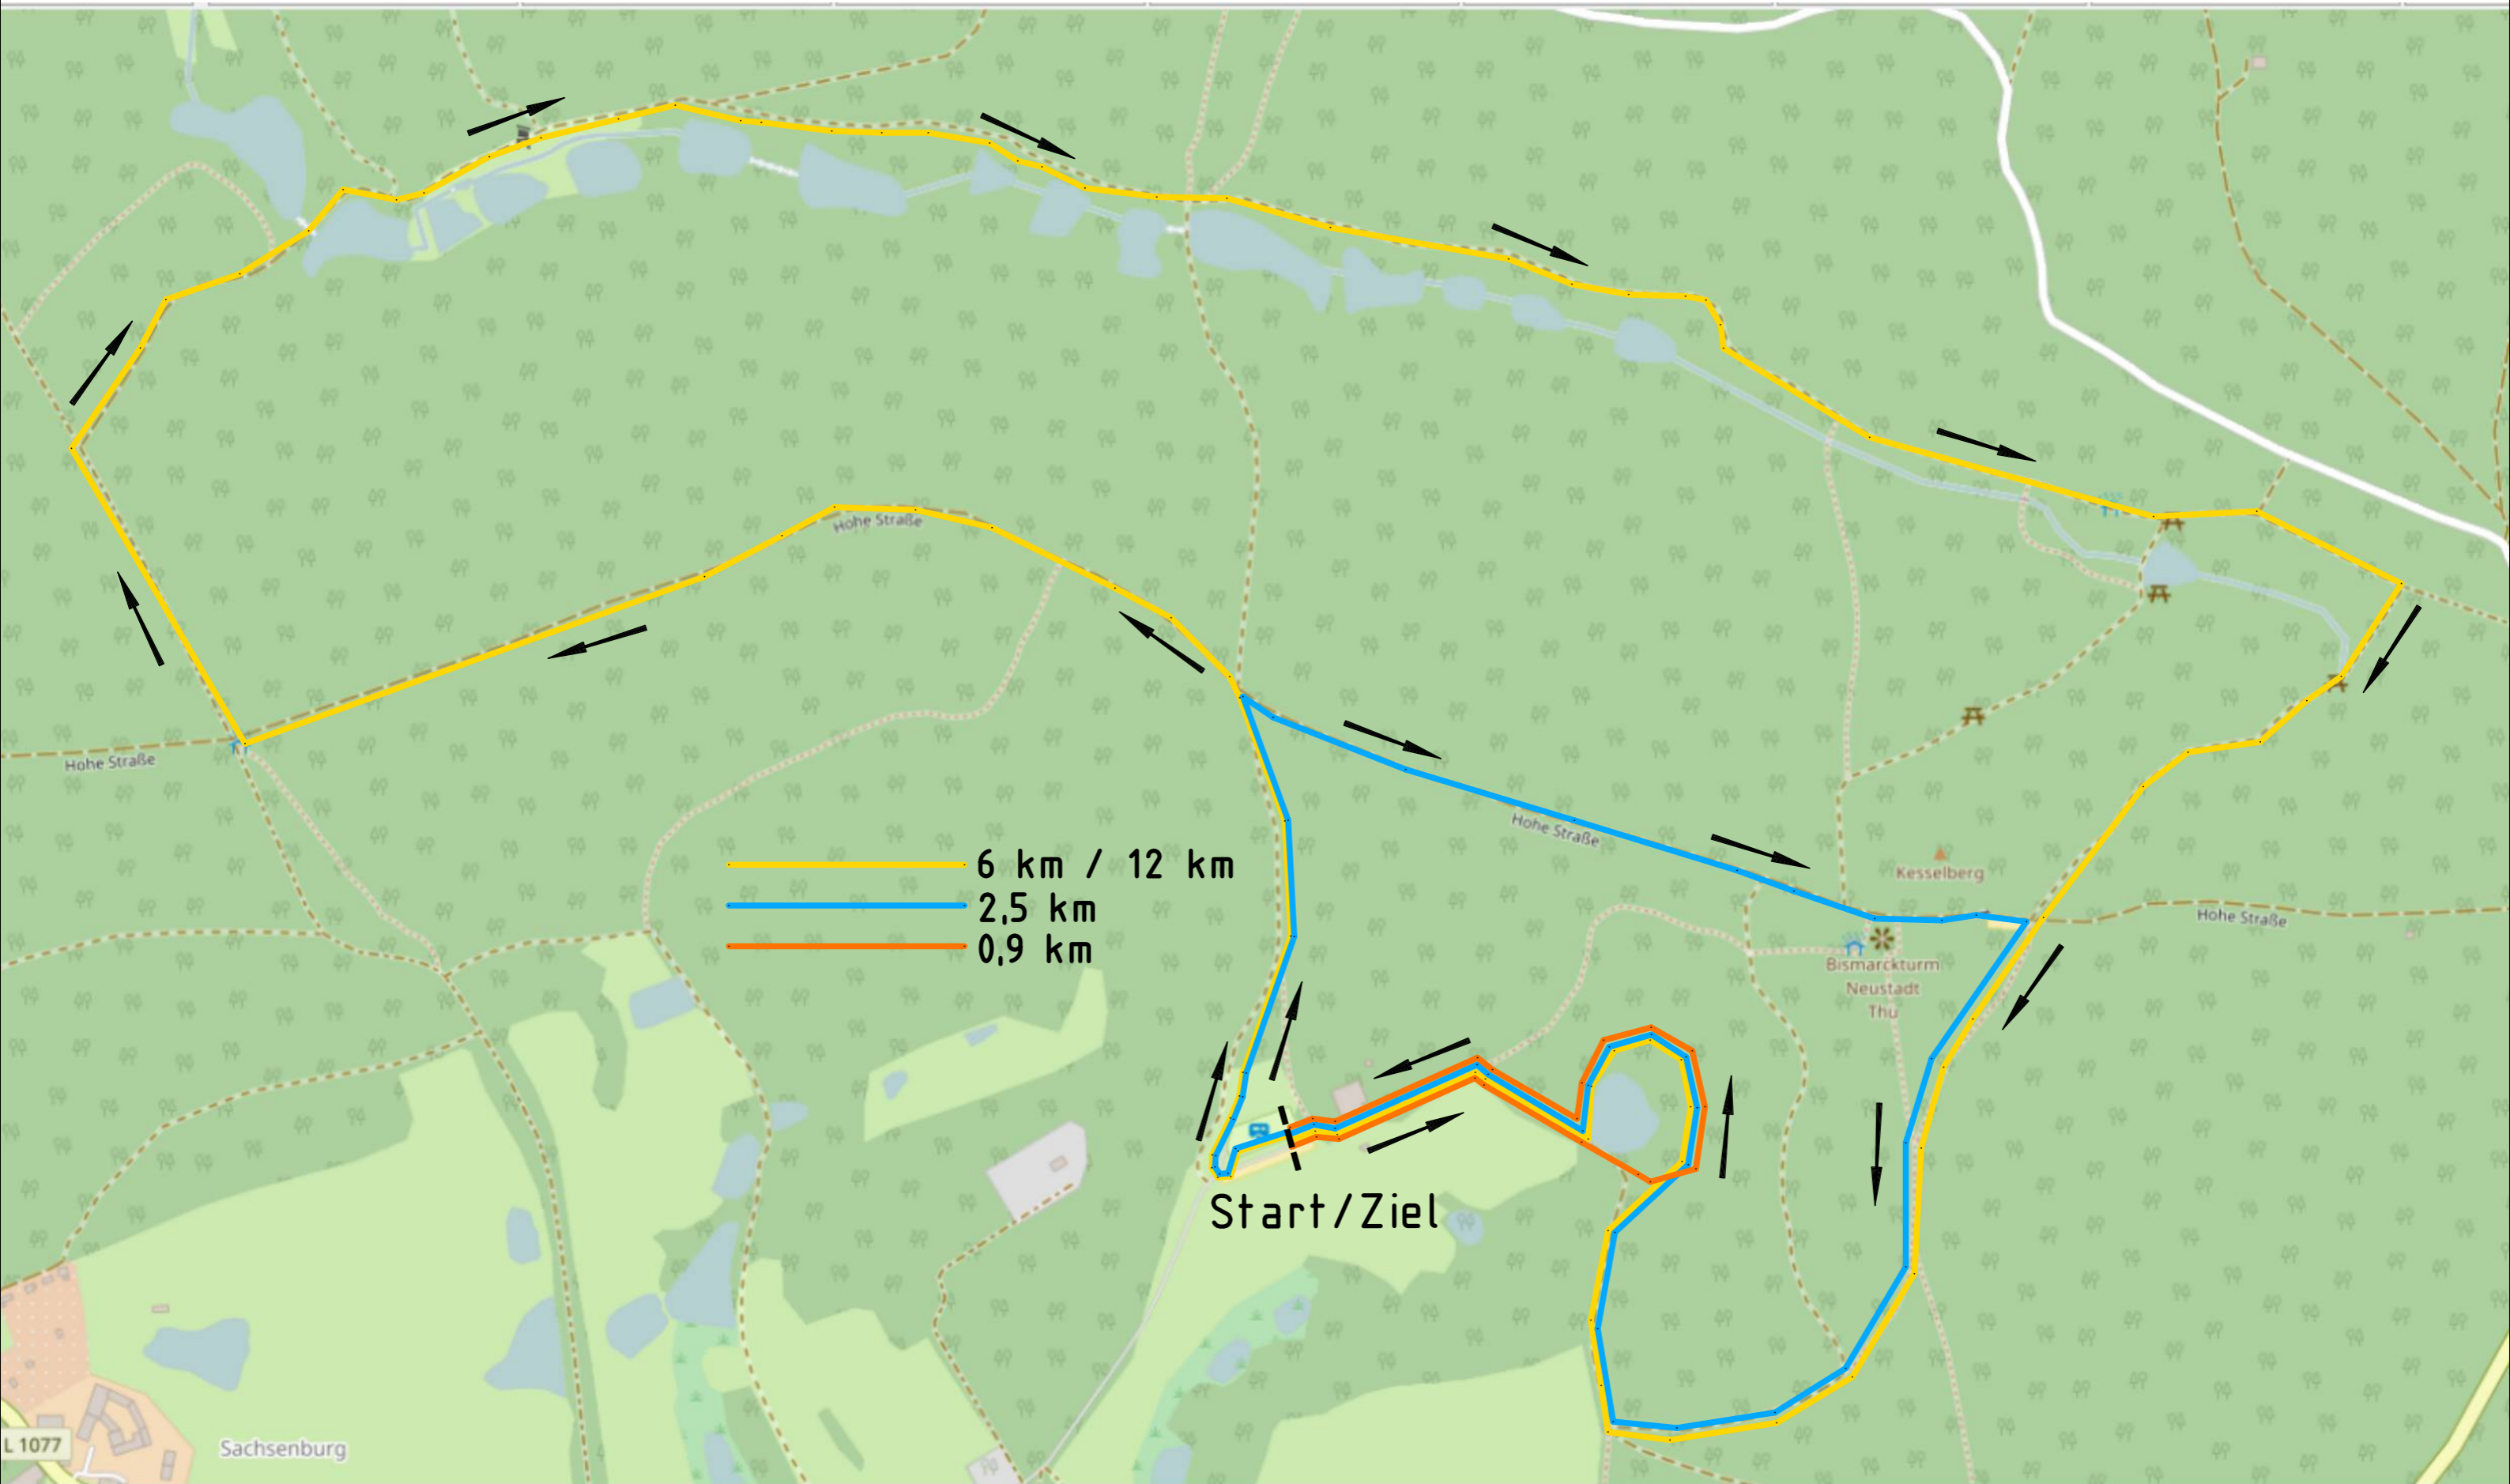 Hohe Straße
Hohe Straße
Hohe Straße
6 km / 12 km
2,5 km
0,9 km
Kesselberg
Hohe Straße
Bismarckturm
Neustadt
Thu
Start/Ziel
L 1077
Sachsenburg